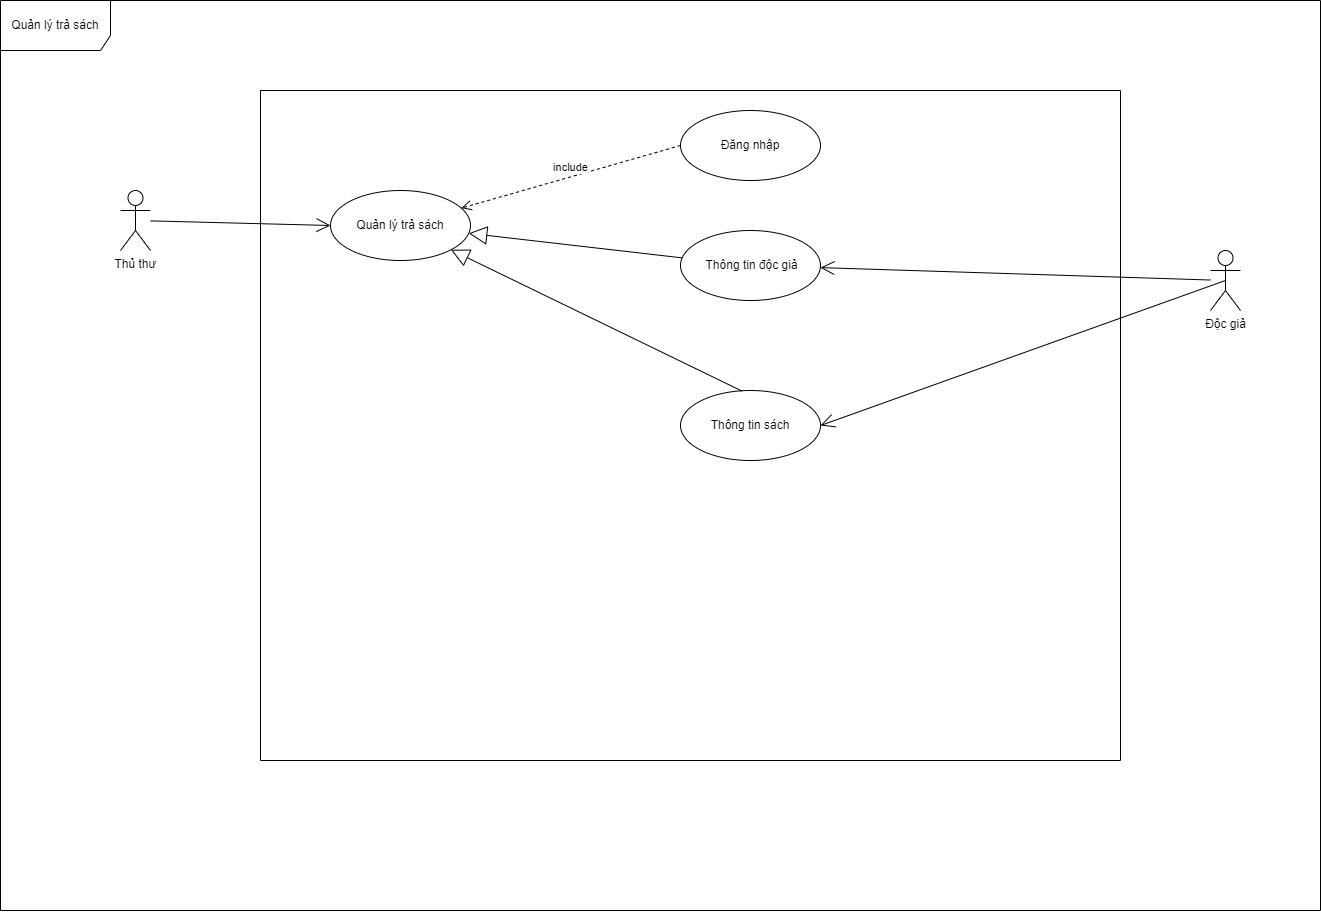 Quản lý trả sách
Đăng nhập
include
Quản lý trả sách
Thủ thư
Thông tin độc giả
Độc giả
Thông tin sách